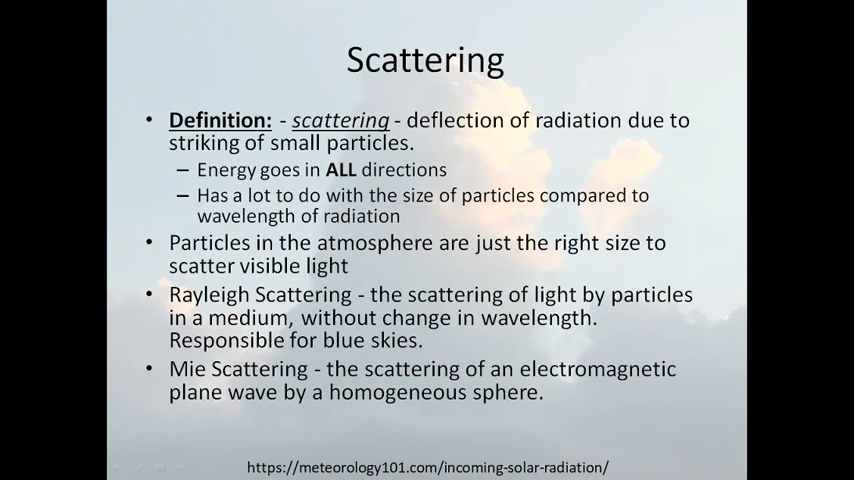 Scattering
• Definition: - scattering - deflection of radiation due to
striking of small particles.
– Energy goes in ALL directions
– Has a lot to do with the size of particles compared to
wavelength of radiation
• Particles in the atmosphere are just the right size to
scatter visible light
• Rayleigh Scattering - the scattering of light by particles
in a medium, without change in wavelength.
Responsible for blue skies.
• Mie Scattering - the scattering of an electromagnetic
plane wave by a homogeneous sphere.
https://meteorology101.com/incoming-solar-radiation/